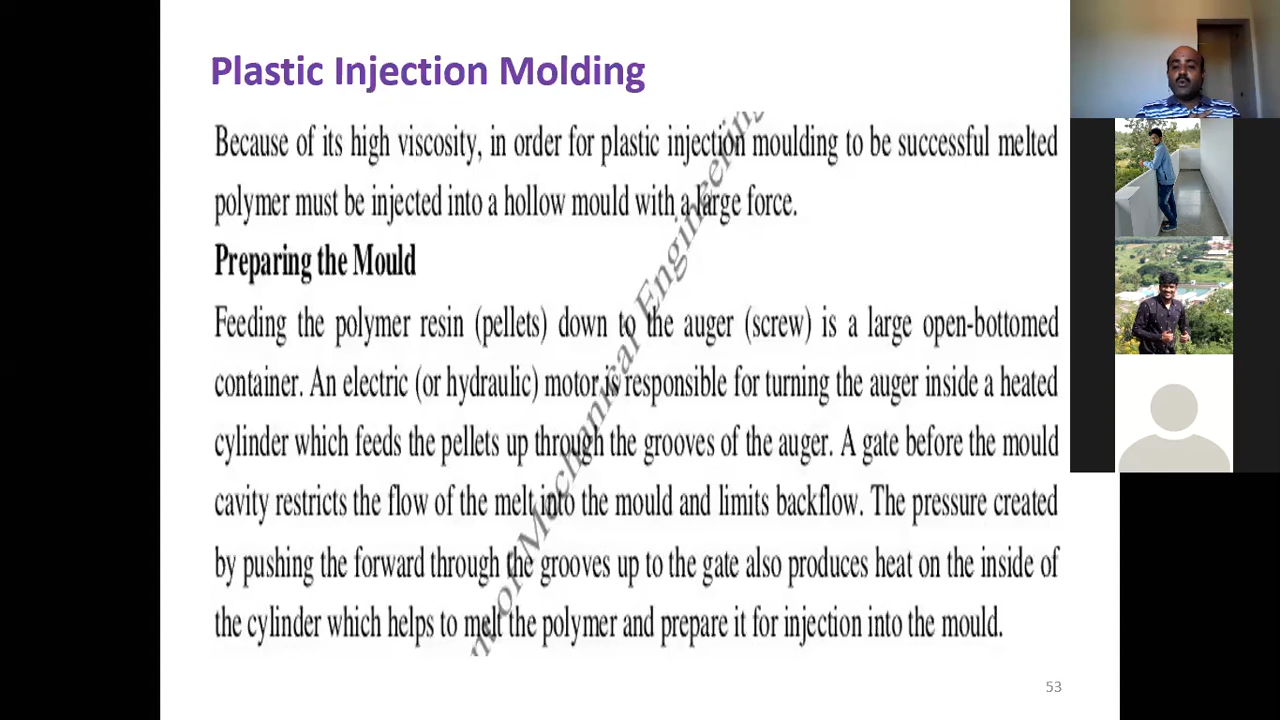 Plastic Injection Molding
Because of its high viscosity, in order for plastic injection moulding to be successful melted
polymer must be injected into a hollow mould with a large force.
Preparing the Mould
Feeding the polymer resin (pellets) down to the auger (screw) is a large open-bottomed
container. An electric (or hydraulic) motor is responsible for turning the auger inside a heated
cylinder which feeds the pellets up through the grooves of the auger. A gate before the mould
cavity restricts the flow of the melt into the mould and limits backflow. The pressure created
by pushing the forward through the grooves up to the gate also produces heat on the inside of
the cylinder which helps to melt the polymer and prepare it for injection into the mould.
of Mechanical Engineering
53